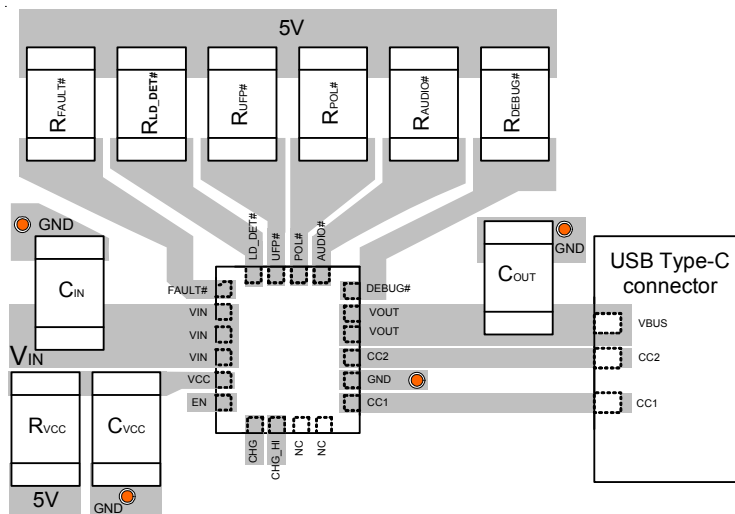 5V
RFAULT#
RLD_DET#
RUFP#
RPOL#
RAUDIO#
RDEBUG#
GND
LD_DET#
UFP#
POL#
AUDIO#
GND
CIN
COUT
USB Type-C
connector
FAULT#
DEBUG#
VIN
VOUT
VBUS
VIN
VOUT
VIN
VIN
CC2
CC2
VCC
GND
EN
CC1
CC1
RVCC
CVCC
CHG
CHG_HI
NC
NC
5V
GND